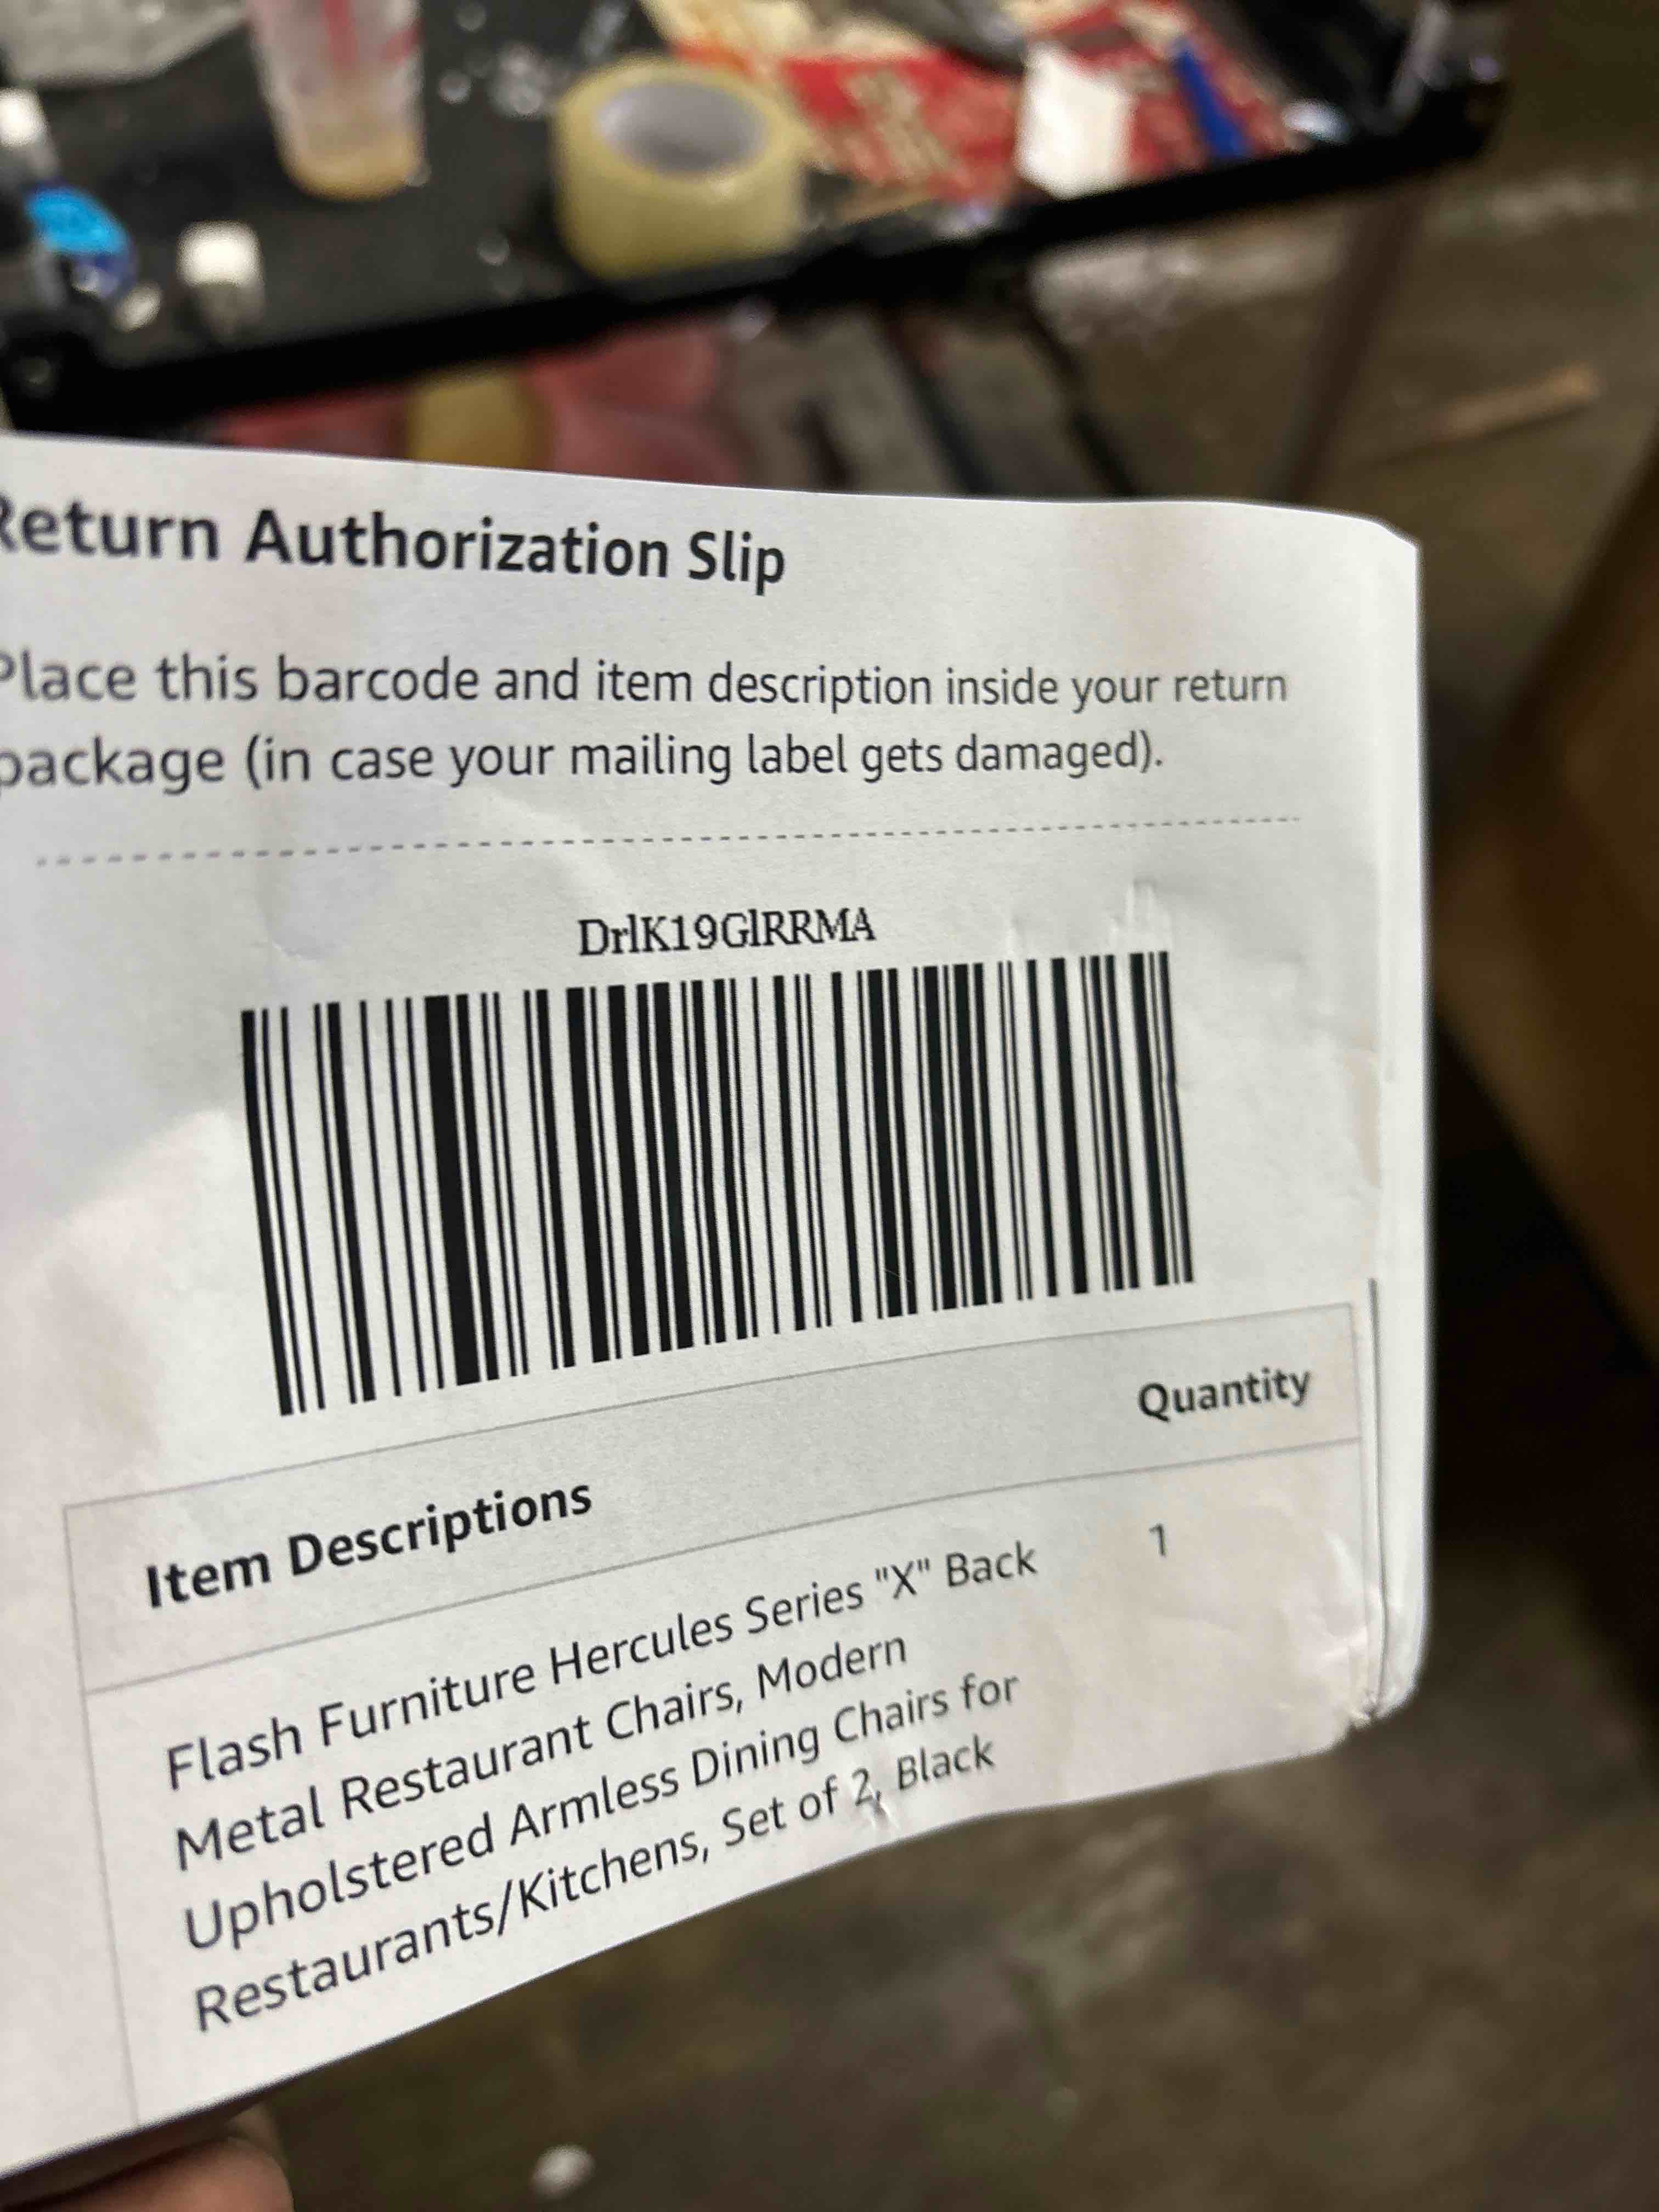 Return Authorization Slip
Place this barcode and item description inside your return
package (in case your mailing label gets damaged).
DrlK19GlRRMA
Item Descriptions Quantity
Flash Furniture Hercules Series "X" Back 1
Metal Restaurant Chairs, Modern
Upholstered Armless Dining Chairs for
Restaurants/Kitchens, Set of 2, Black